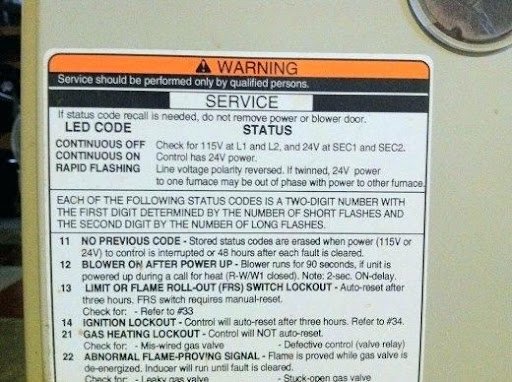 ⚠ WARNING
Service should be performed only by qualified persons.
SERVICE
If status code recall is needed, do not remove power or blower door.
LED CODE STATUS
CONTINUOUS OFF Check for 115V at L1 and L2, and 24V at SEC1 and SEC2.
CONTINUOUS ON Control has 24V power.
RAPID FLASHING Line voltage polarity reversed. If twinned, 24V power
to one furnace may be out of phase with power to other furnace.
EACH OF THE FOLLOWING STATUS CODES IS A TWO-DIGIT NUMBER WITH
THE FIRST DIGIT DETERMINED BY THE NUMBER OF SHORT FLASHES AND
THE SECOND DIGIT BY THE NUMBER OF LONG FLASHES.
11 NO PREVIOUS CODE - Stored status codes are erased when power (115V or
24V) to control is interrupted or 48 hours after each fault is cleared.
12 BLOWER ON AFTER POWER UP - Blower runs for 90 seconds, if unit is
powered up during a call for heat (R-W/W1 closed). Note: 2-sec. ON-delay.
13 LIMIT OR FLAME ROLL-OUT (FRS) SWITCH LOCKOUT - Auto-reset after
three hours. FRS switch requires manual-reset.
Check for: - Refer to #33
14 IGNITION LOCKOUT - Control will auto-reset after three hours. Refer to #34.
21 GAS HEATING LOCKOUT - Control will NOT auto-reset.
Check for: - Mis-wired gas valve - Defective control (valve relay)
22 ABNORMAL FLAME-PROVING SIGNAL - Flame is proved while gas valve is
de-energized. Inducer will run until fault is cleared.
Check for: - Leaky gas valve - Stuck-open gas valve